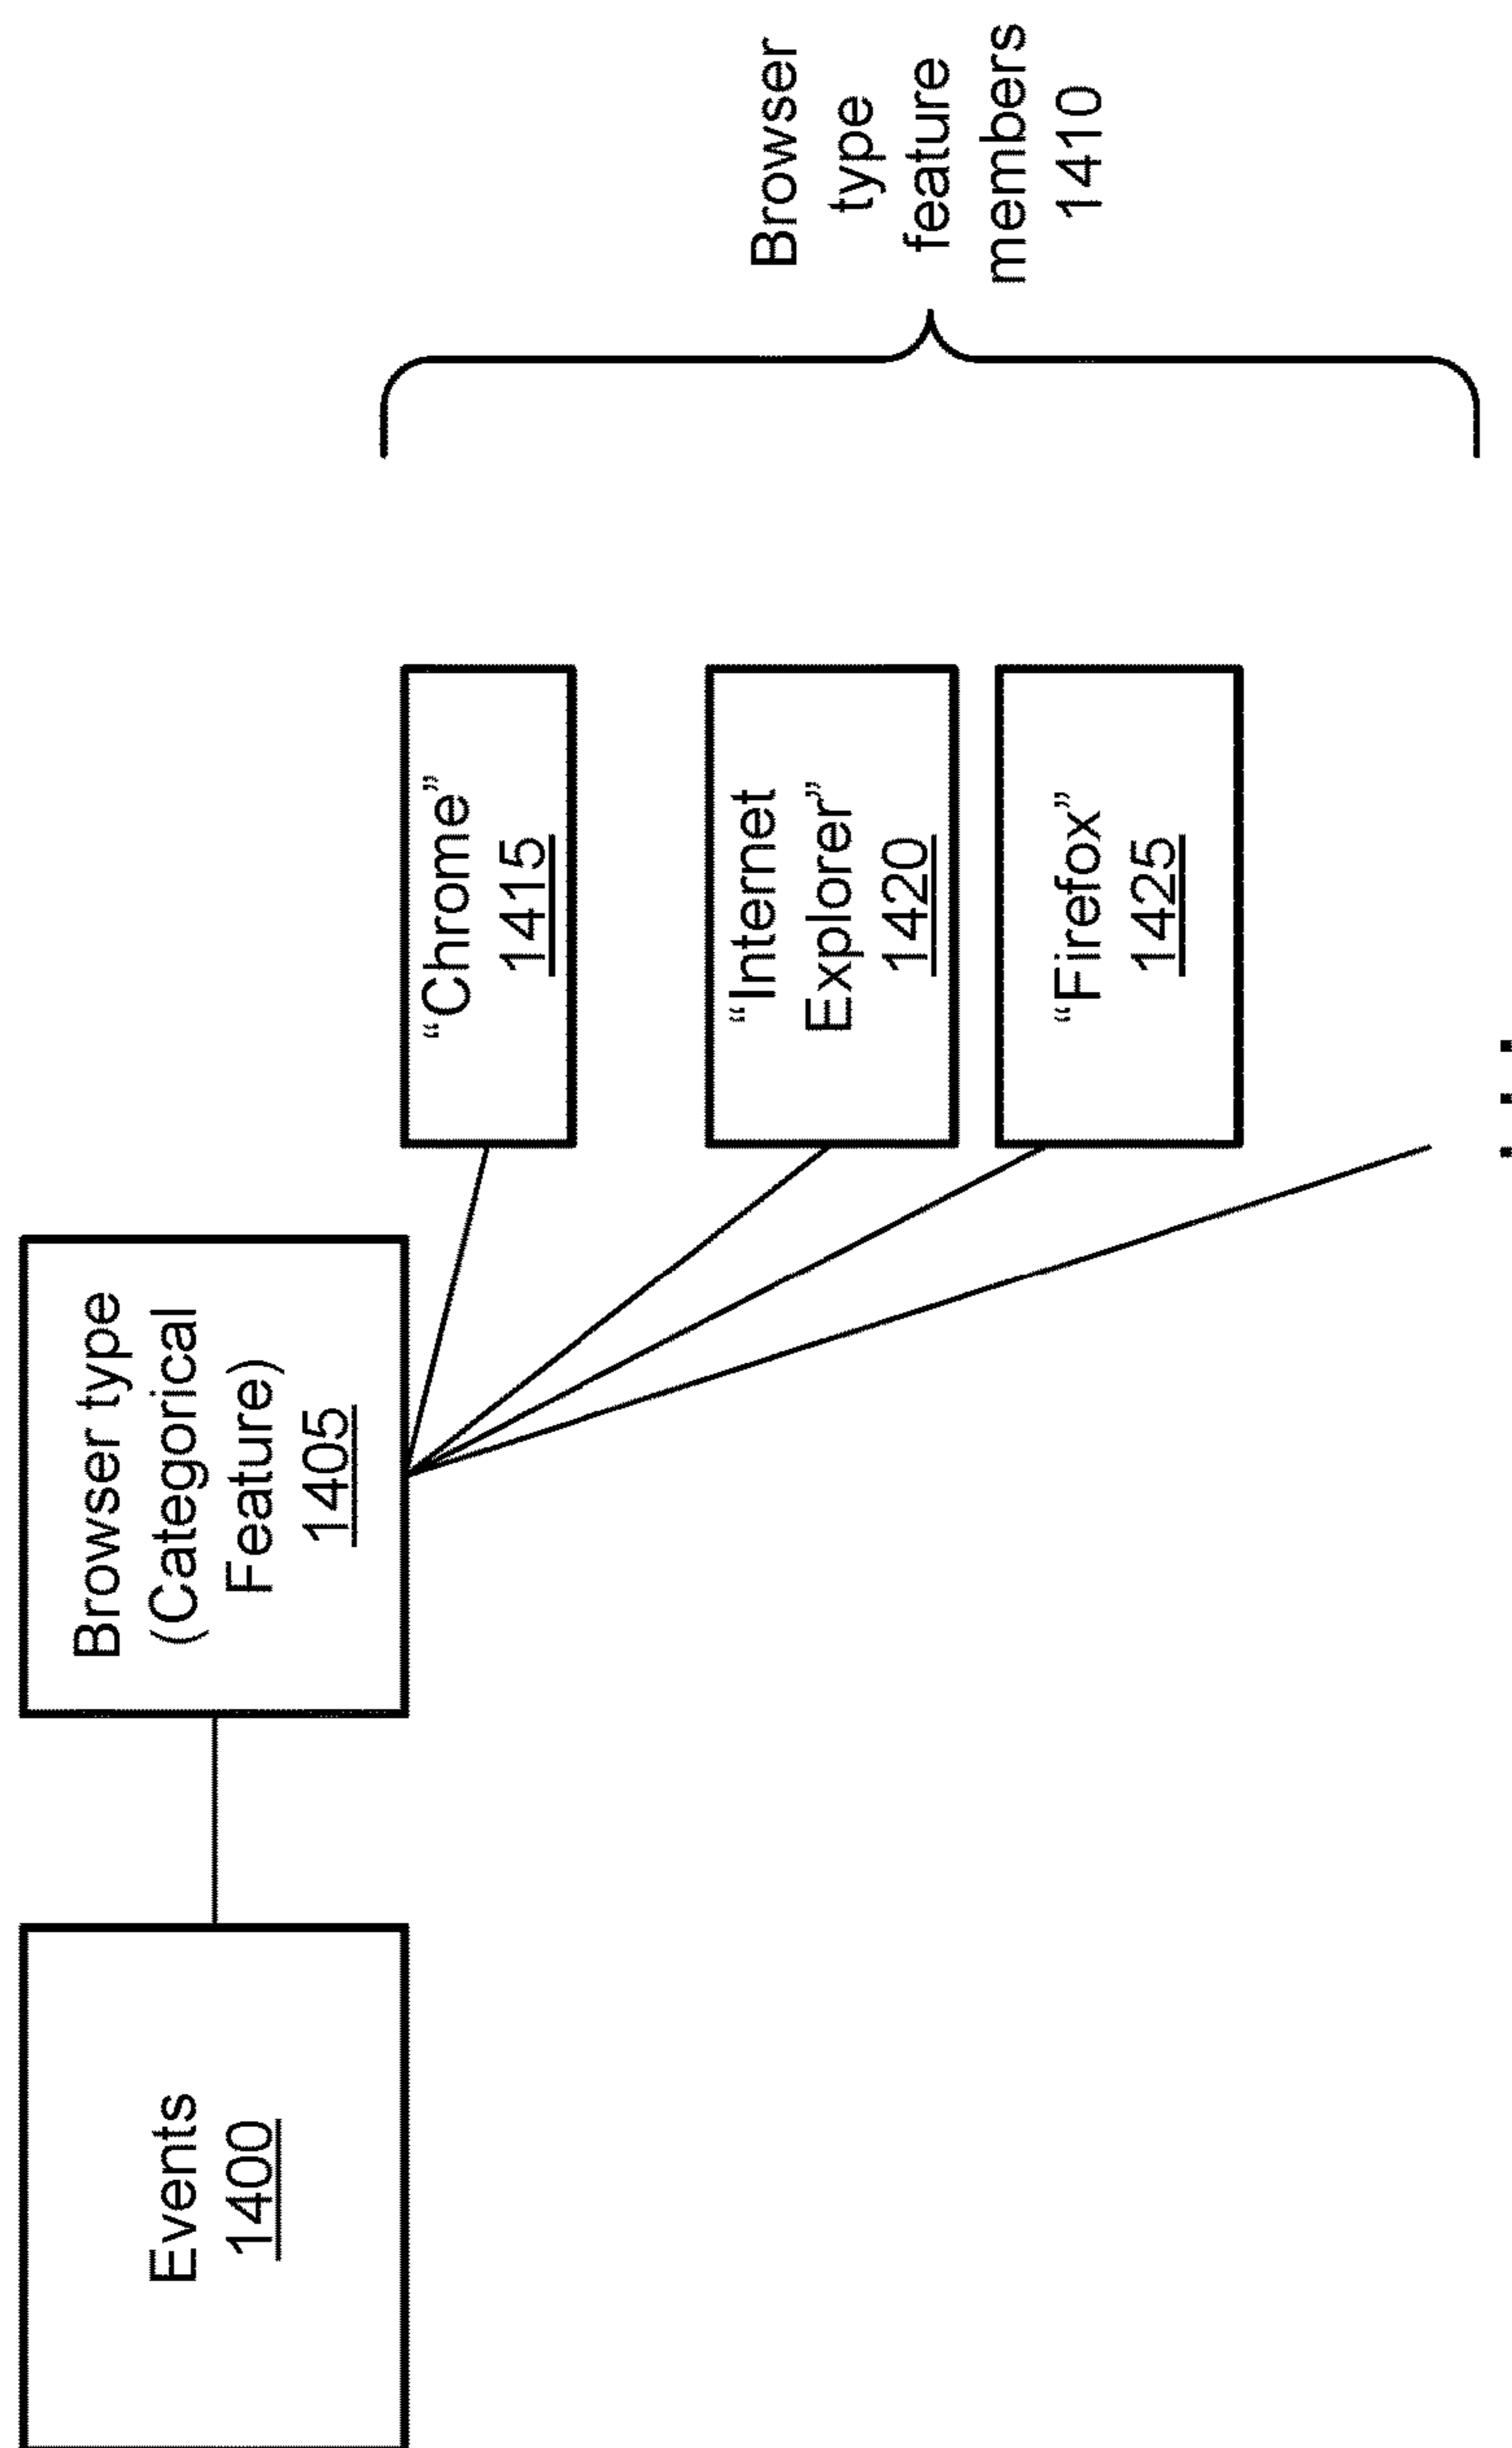 Events
1400
Browser type
(Categorical
Feature)
1405
“Chrome”
1415
“Internet
Explorer”
1420
“Firefox”
1425
Browser
type
feature
members
1410